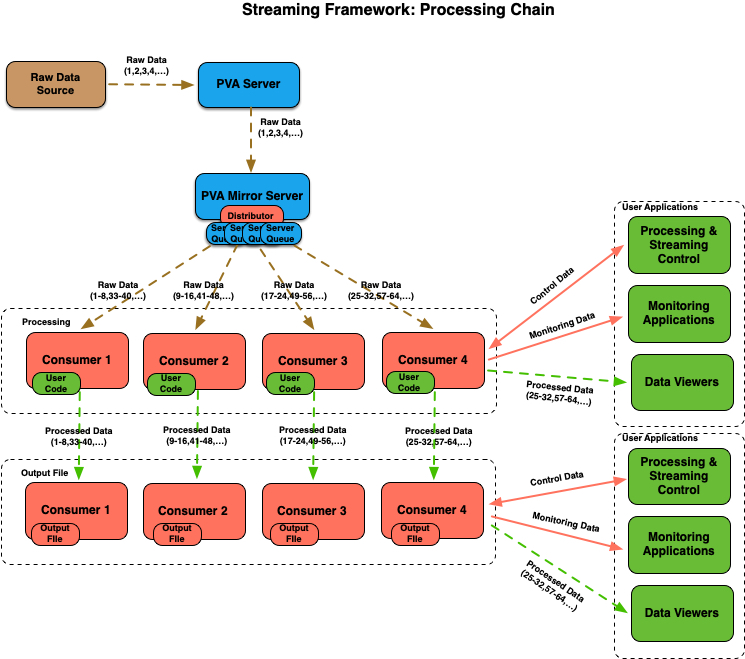 Streaming Framework: Processing Chain
Raw Data
Source
Raw Data
(1,2,3,4,...)
PVA Server
Raw Data
(1,2,3,4,...)
PVA Mirror Server
Distributor
Ser
Qu
Ser
Qu
Ser
Qu
Server
Queue
Raw Data
(1-8,33-40,...)
Raw Data
(9-16,41-48,...)
Raw Data
(17-24,49-56,...)
Raw Data
(25-32,57-64,...)
Processing
Consumer 1
User
Code
Consumer 2
User
Code
Consumer 3
User
Code
Consumer 4
User
Code
Control Data
Monitoring Data
Processed Data
(25-32,57-64,...)
User Applications
Processing &
Streaming
Control
Monitoring
Applications
Data Viewers
Processed Data
(1-8,33-40,...)
Processed Data
(9-16,41-48,...)
Processed Data
(17-24,49-56,...)
Processed Data
(25-32,57-64,...)
Output File
Consumer 1
Output
FIle
Consumer 2
Output
FIle
Consumer 3
Output
FIle
Consumer 4
Output
FIle
Control Data
Monitoring Data
Processed Data
(25-32,57-64,...)
User Applications
Processing &
Streaming
Control
Monitoring
Applications
Data Viewers